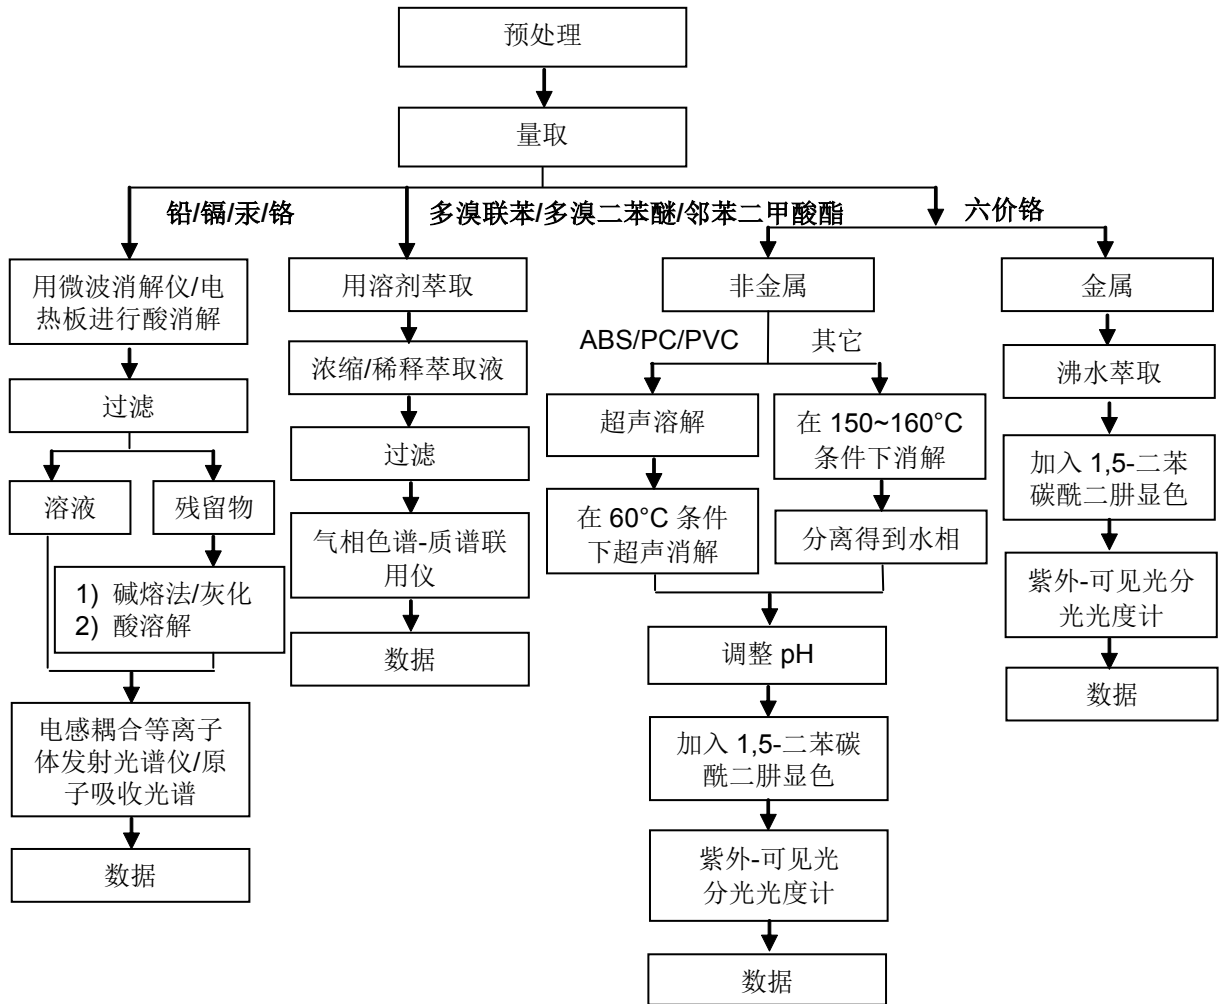 预处理
量取
铅/镉/汞/铬
多溴联苯/多溴二苯醚/邻苯二甲酸酯
六价铬
用微波消解仪/电
热板进行酸消解
过滤
溶液
残留物
1) 碱熔法/灰化
2) 酸溶解
电感耦合等离子
体发射光谱仪/原
子吸收光谱
数据
用溶剂萃取
浓缩/稀释萃取液
过滤
气相色谱-质谱联
用仪
数据
非金属
ABS/PC/PVC
其它
超声溶解
在 60°C 条件
下超声消解
在 150~160°C
条件下消解
分离得到水相
调整 pH
加入 1,5-二苯碳
酰二肼显色
紫外-可见光
分光光度计
数据
金属
沸水萃取
加入 1,5-二苯
碳酰二肼显色
紫外-可见光分
光光度计
数据